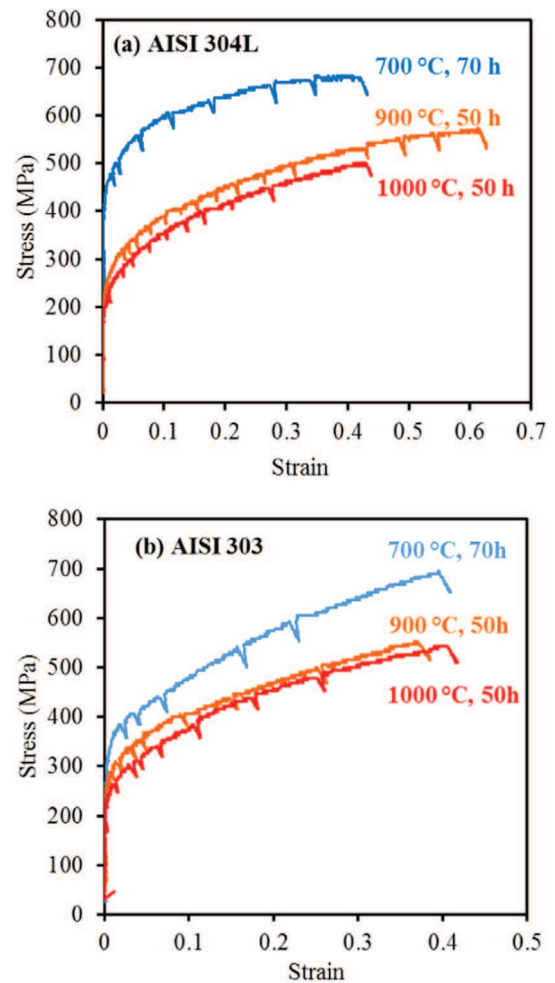 (a) AISI 304L
800
700
600
500
400
300
200
100
0
Stress (MPa)
700 °C, 70 h
900 °C, 50 h
1000 °C, 50 h
0 0.1 0.2 0.3 0.4 0.5 0.6 0.7
Strain
(b) AISI 303
800
700
600
500
400
300
200
100
0
Stress (MPa)
700 °C, 70h
900 °C, 50h
1000 °C, 50h
0 0.1 0.2 0.3 0.4 0.5
Strain